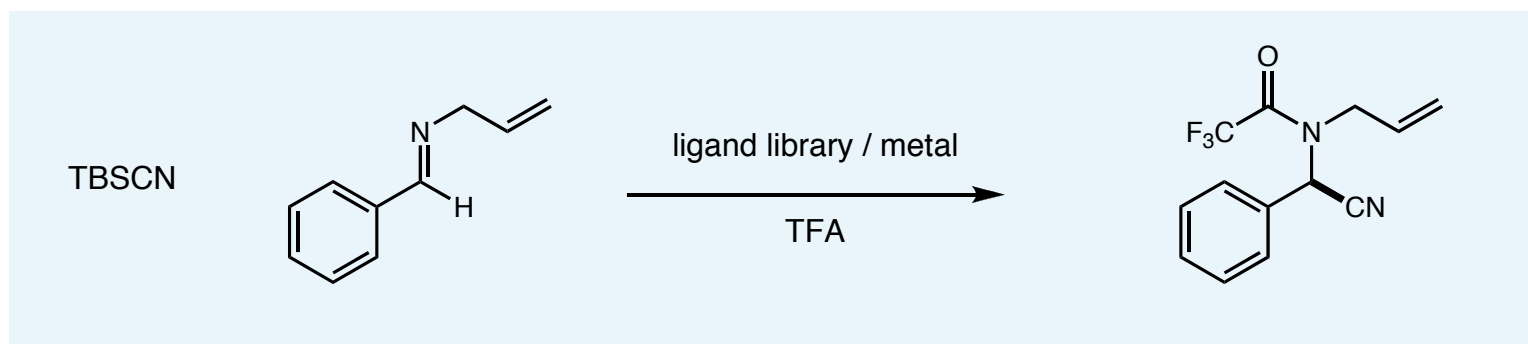 TBSCN
N
H
ligand library / metal
TFA
O
F₃C
N
CN